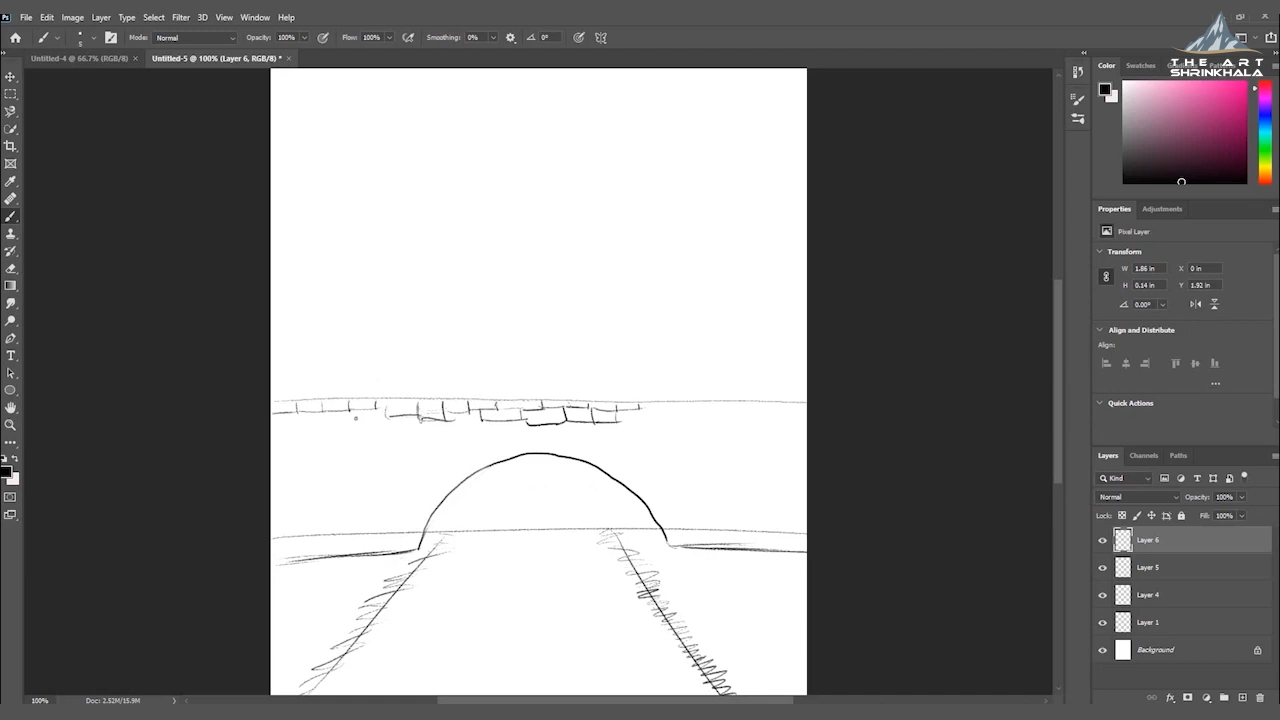 File Edit Image Layer Type Select Filter 3D View Window Help
Mode: Normal Opacity: 100% Flow: 100% Smoothing: 0% 0°
5
THE ART
SHRINKHALA
Untitled-4 @ 66.7% (RGB/8) × Untitled-5 @ 100% (Layer 6, RGB/8) * ×
Color Swatches
Properties Adjustments
Pixel Layer
Transform
W 1.86 in X 0 in
H 0.14 in Y 1.92 in
0.00°
Align and Distribute
Align:
Quick Actions
Layers Channels Paths
Kind
Normal Opacity: 100%
Lock: Fill: 100%
Layer 6
Layer 5
Layer 4
Layer 1
Background
fx
100% Doc: 2.52M/15.9M